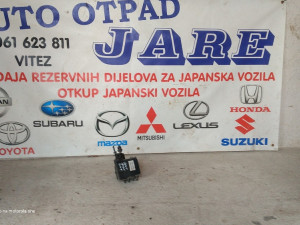 AUTO OTPAD
061 623 811
JARE
VITEZ
DAJA REZERVNIH DIJELOVA ZA JAPANSKA VOZILA
OTKUP JAPANSKI VOZILA
SUBARU
mazda
MITSUBISHI
LEXUS
HONDA
TOYOTA
SUZUKI